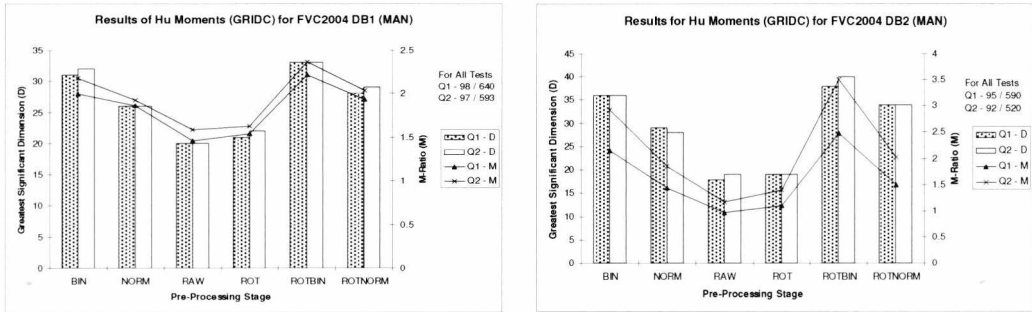 Results of Hu Moments (GRIDC) for FVC2004 DB1 (MAN)
Greatest Significant Dimension (D)
35
30
25
20
15
10
5
0
2.5
2
1.5
1
0.5
0
M-Ratio (M)
For All Tests
Q1 - 98 / 640
Q2 - 97 / 593
Q1 - D
Q2 - D
Q1 - M
Q2 - M
BIN NORM RAW ROT ROTBIN ROTNORM
Pre-Processing Stage
Results for Hu Moments (GRIDC) for FVC2004 DB2 (MAN)
Greatest Significant Dimension (D)
45
40
35
30
25
20
15
10
5
0
4
3.5
3
2.5
2
1.5
1
0.5
0
M-Ratio (M)
For All Tests
Q1 - 95 / 590
Q2 - 92 / 520
Q1 - D
Q2 - D
Q1 - M
Q2 - M
BIN NORM RAW ROT ROTBIN ROTNORM
Pre-Processing Stage